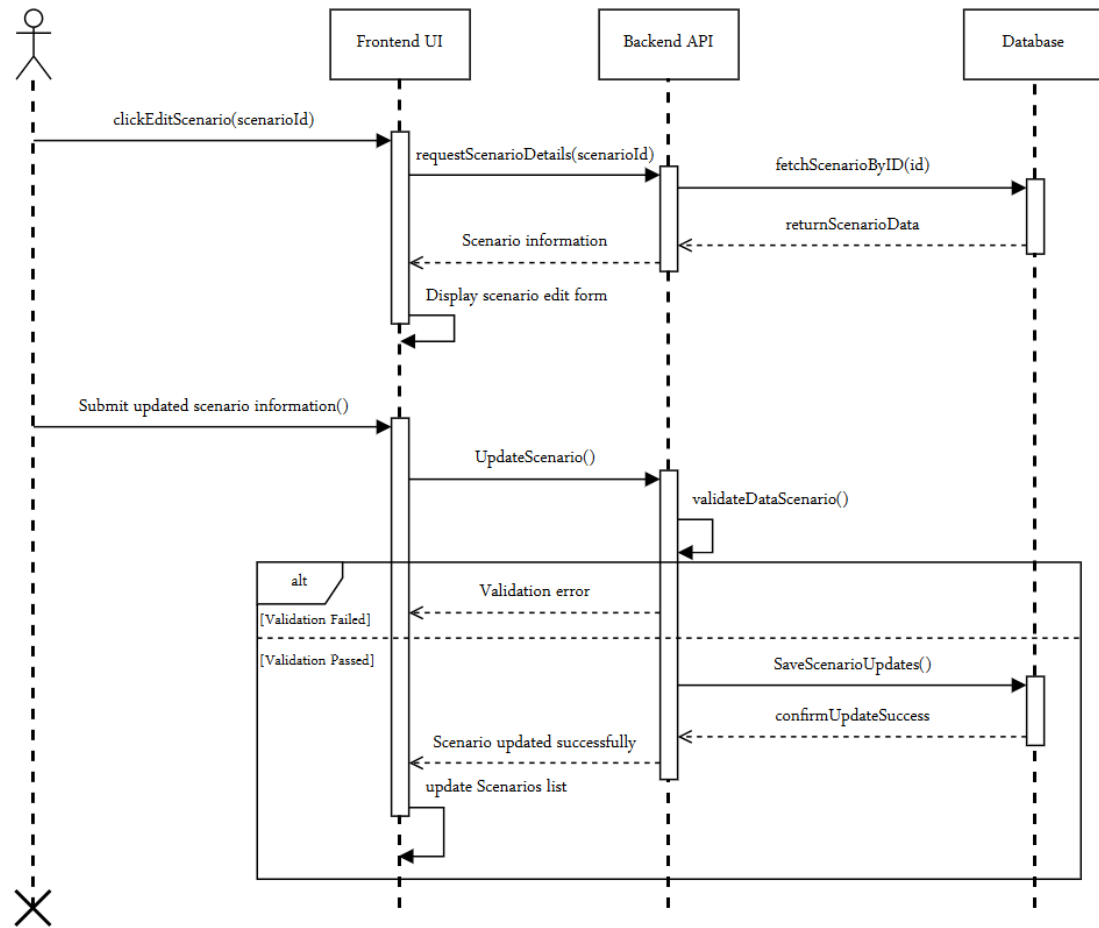 Frontend UI
Backend API
Database
clickEditScenario(scenarioId)
requestScenarioDetails(scenarioId)
fetchScenarioByID(id)
returnScenarioData
Scenario information
Display scenario edit form
Submit updated scenario information()
UpdateScenario()
validateDataScenario()
alt
Validation error
[Validation Failed]
[Validation Passed]
SaveScenarioUpdates()
confirmUpdateSuccess
Scenario updated successfully
update Scenarios list